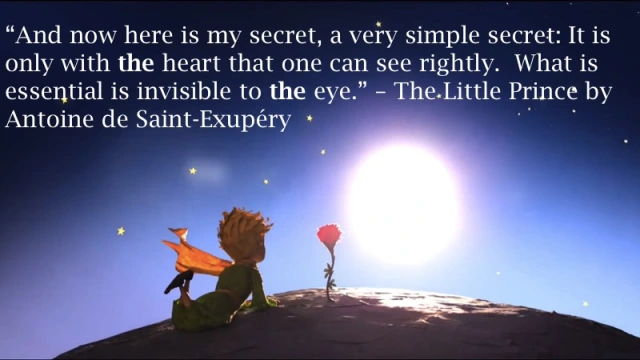 “And now here is my secret, a very simple secret: It is
only with the heart that one can see rightly.  What is
essential is invisible to the eye.” – The Little Prince by
Antoine de Saint-Exupéry